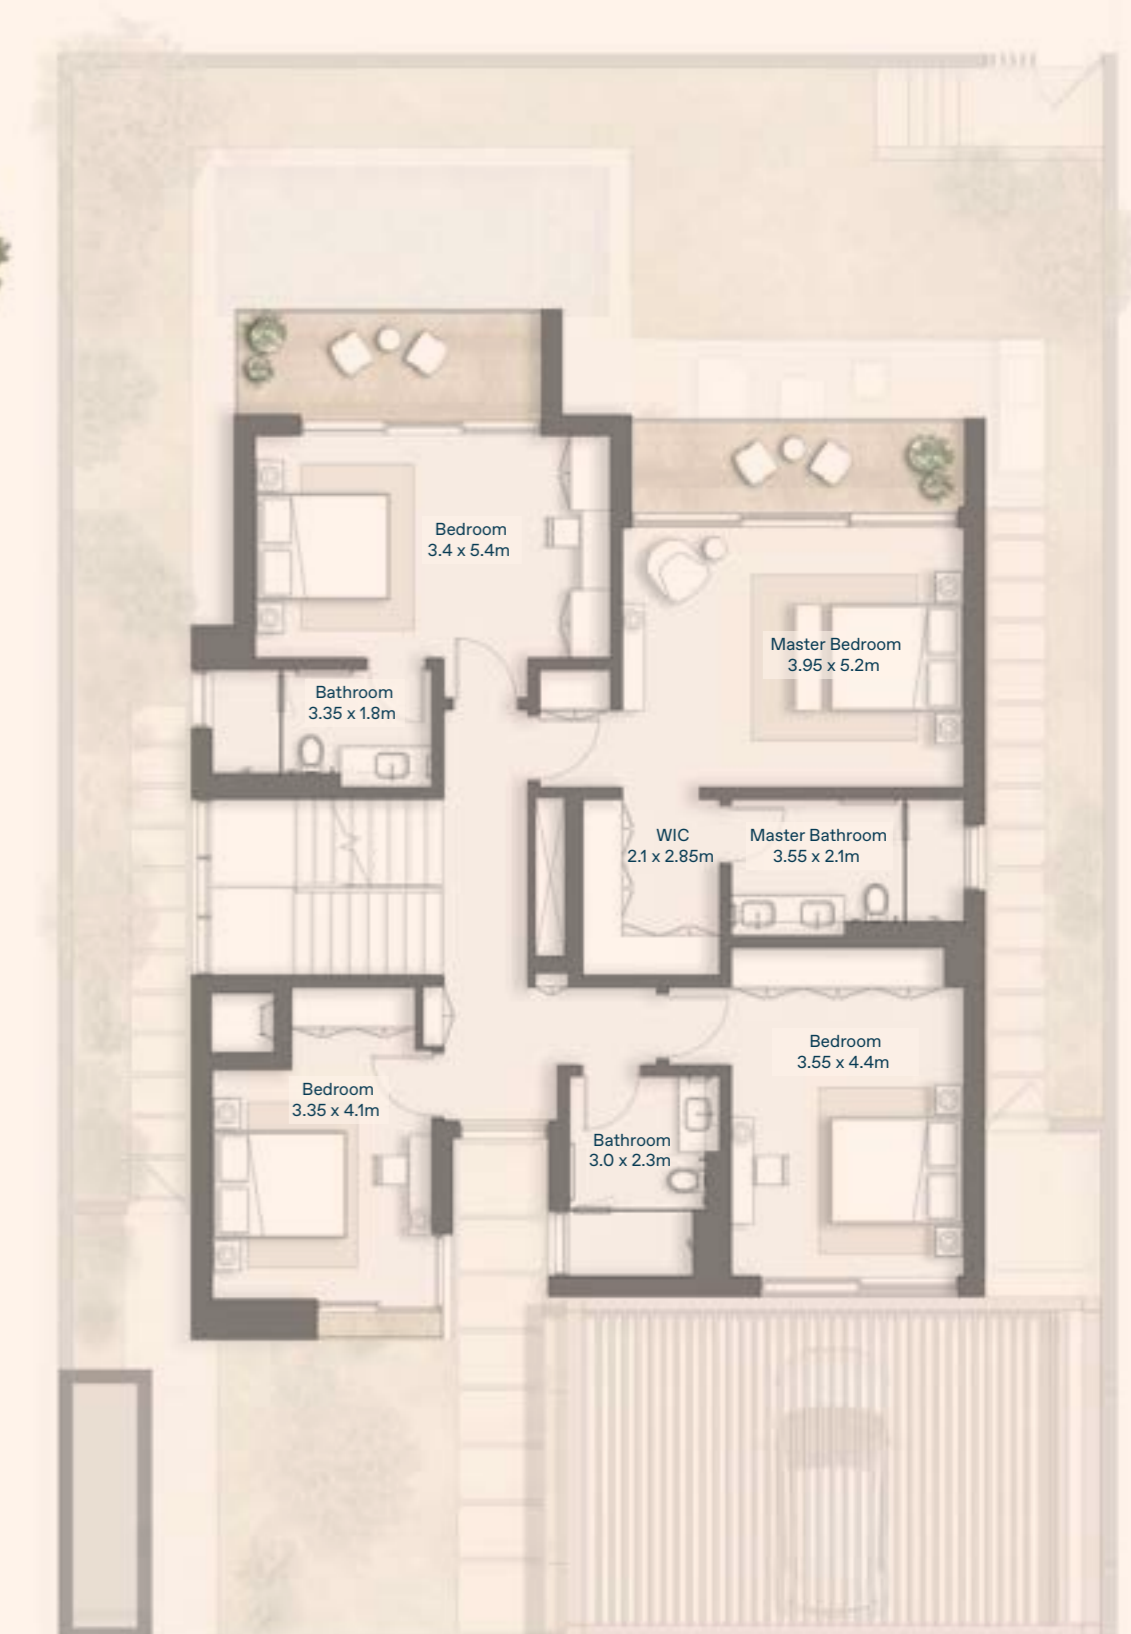 Bedroom
3.4 x 5.4m
Master Bedroom
3.95 x 5.2m
Bathroom
3.35 x 1.8m
WIC
2.1 x 2.85m
Master Bathroom
3.55 x 2.1m
Bedroom
3.55 x 4.4m
Bedroom
3.35 x 4.1m
Bathroom
3.0 x 2.3m